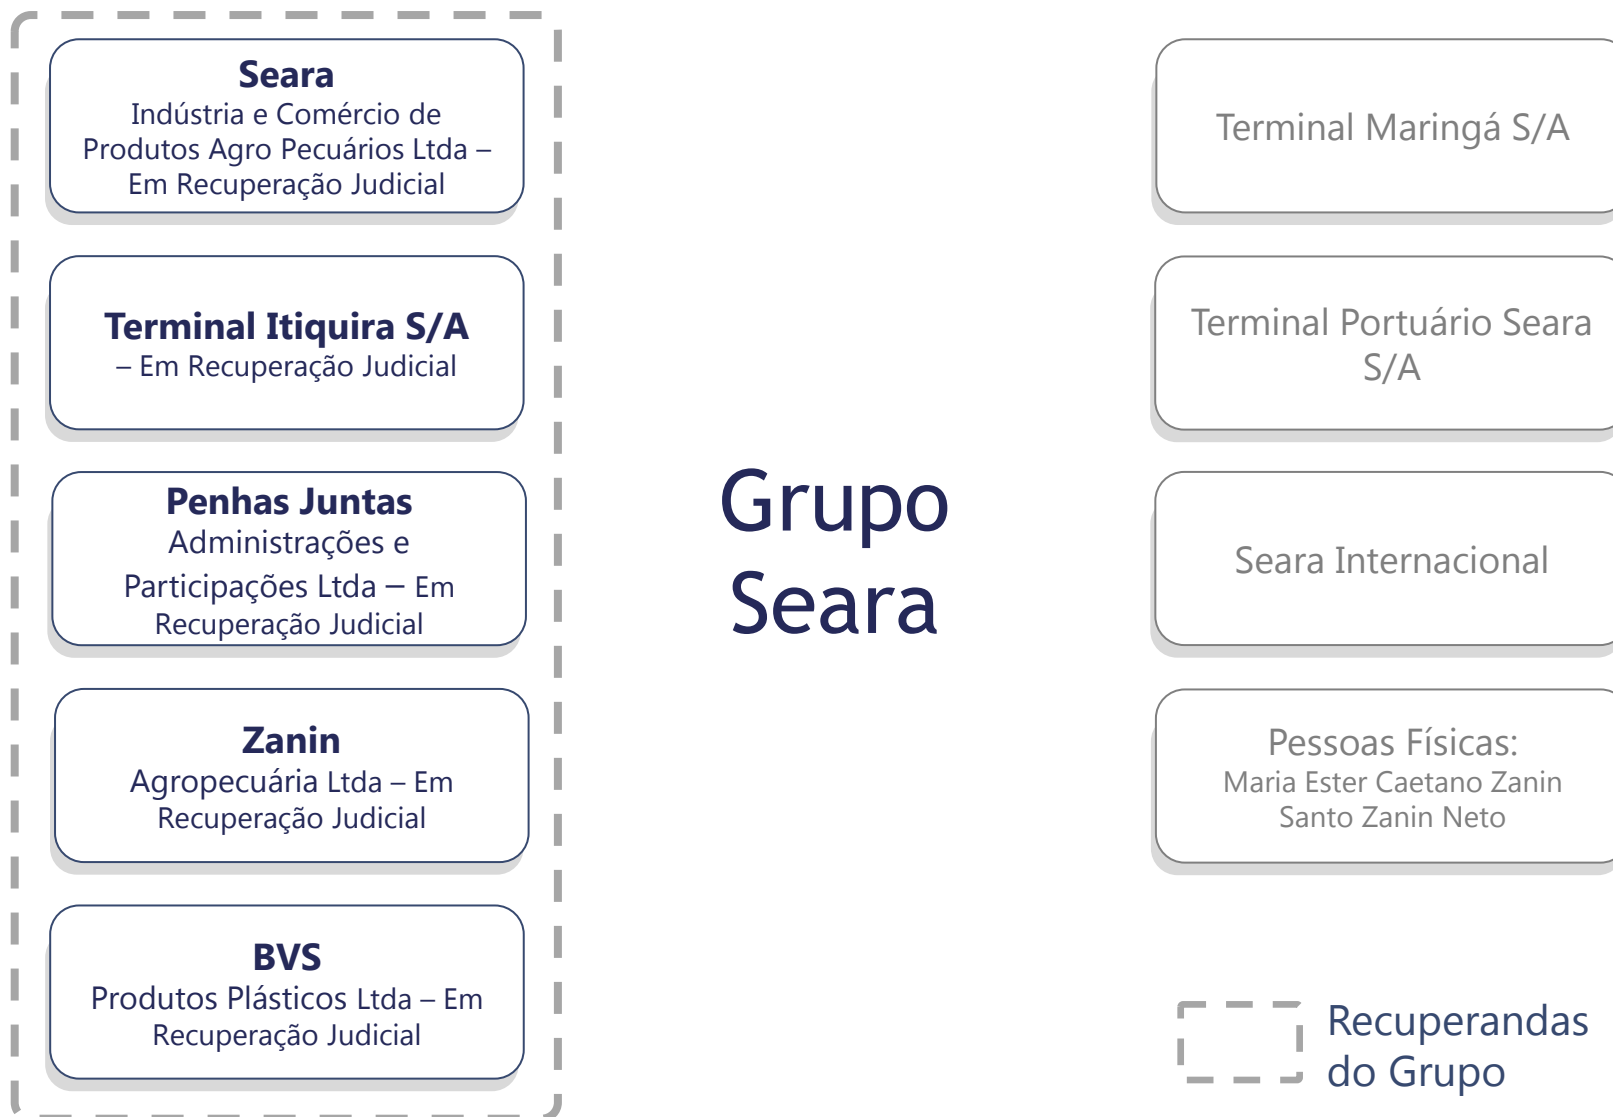 Seara
Indústria e Comércio de
Produtos Agro Pecuários Ltda –
Em Recuperação Judicial
Terminal Itiquira S/A
– Em Recuperação Judicial
Penhas Juntas
Administrações e
Participações Ltda – Em
Recuperação Judicial
Zanin
Agropecuária Ltda – Em
Recuperação Judicial
BVS
Produtos Plásticos Ltda – Em
Recuperação Judicial
Grupo
Seara
Terminal Maringá S/A
Terminal Portuário Seara
S/A
Seara Internacional
Pessoas Físicas:
Maria Ester Caetano Zanin
Santo Zanin Neto
Recuperandas
do Grupo